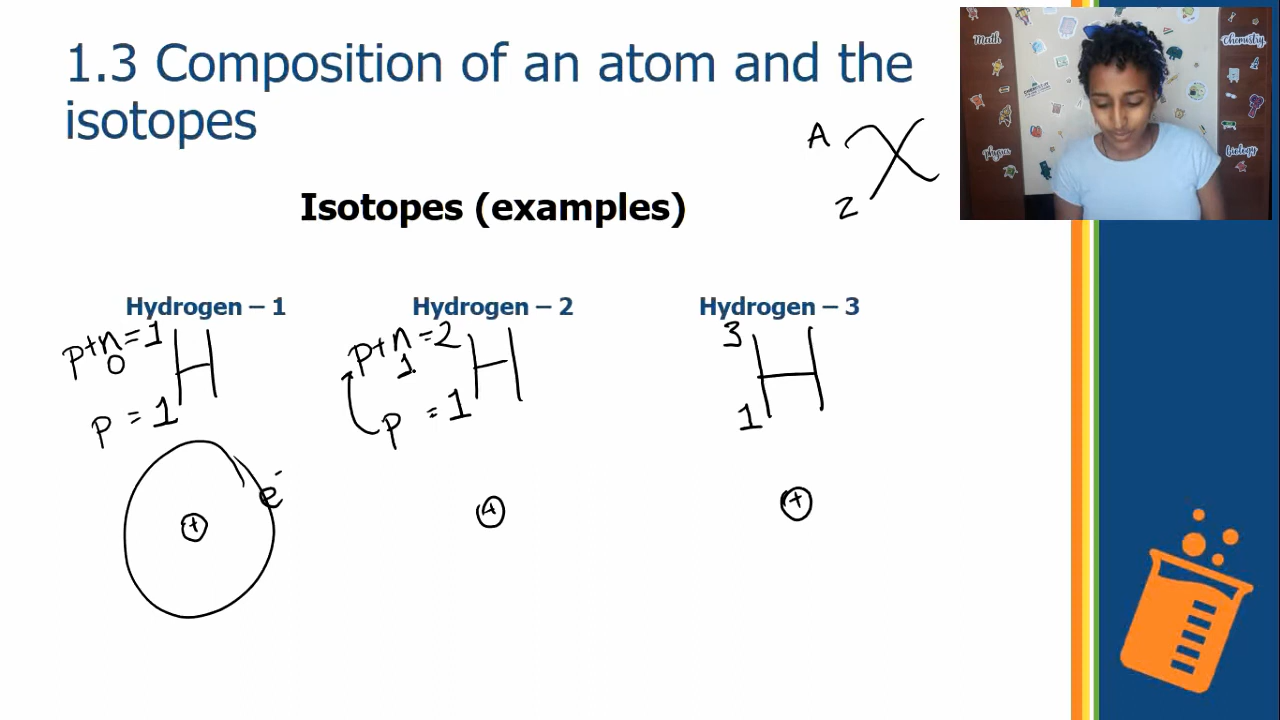 1.3 Composition of an atom and the
isotopes
Math
Chemistry
Physics
biology
A X
Z
Isotopes (examples)
Hydrogen – 1
p+n=1 H
0
p = 1
+
e-
Hydrogen – 2
p+n=2 H
1
p = 1
+
Hydrogen – 3
3 H
1
+